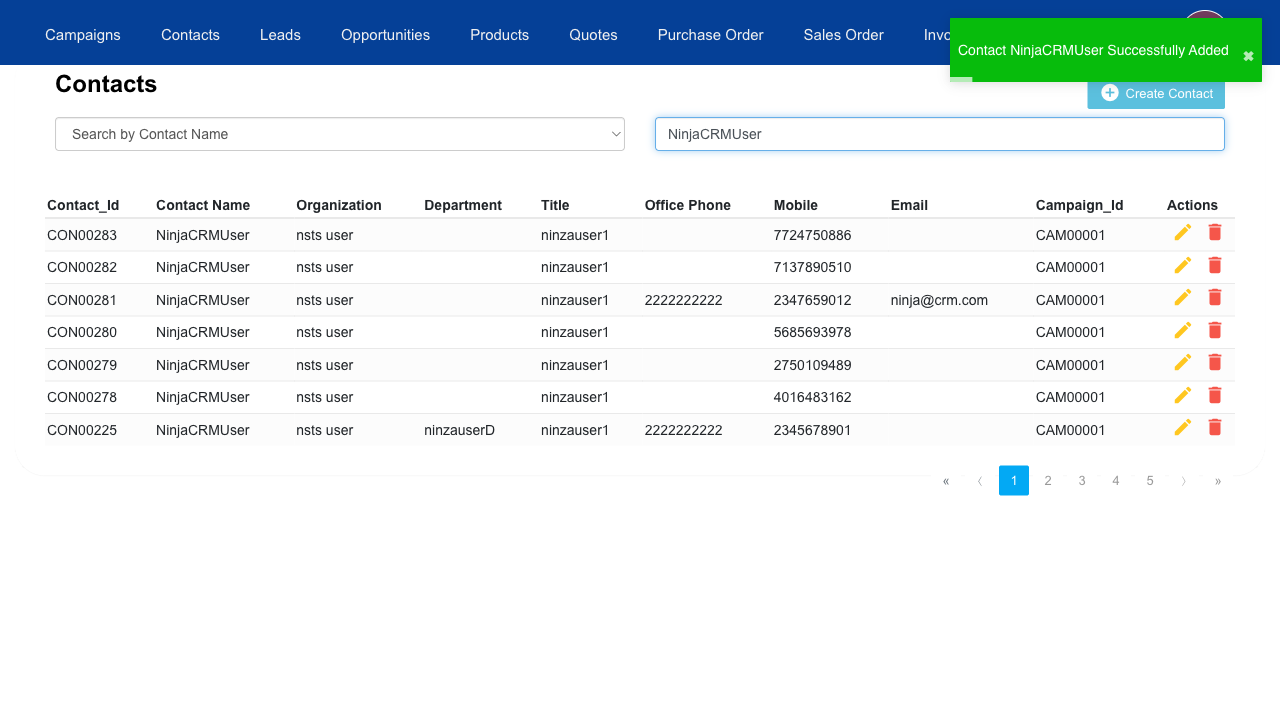 Campaigns Contacts Leads Opportunities Products Quotes Purchase Order Sales Order
Contact NinjaCRMUser Successfully Added ✖
Contacts
Create Contact
Search by Contact Name NinjaCRMUser
Contact_Id Contact Name Organization Department Title Office Phone Mobile Email Campaign_Id Actions
CON00283 NinjaCRMUser nsts user ninzauser1 7724750886 CAM00001
CON00282 NinjaCRMUser nsts user ninzauser1 7137890510 CAM00001
CON00281 NinjaCRMUser nsts user ninzauser1 2222222222 2347659012 ninja@crm.com CAM00001
CON00280 NinjaCRMUser nsts user ninzauser1 5685693978 CAM00001
CON00279 NinjaCRMUser nsts user ninzauser1 2750109489 CAM00001
CON00278 NinjaCRMUser nsts user ninzauser1 4016483162 CAM00001
CON00225 NinjaCRMUser nsts user ninzauserD ninzauser1 2222222222 2345678901 CAM00001
« ‹ 1 2 3 4 5 › »